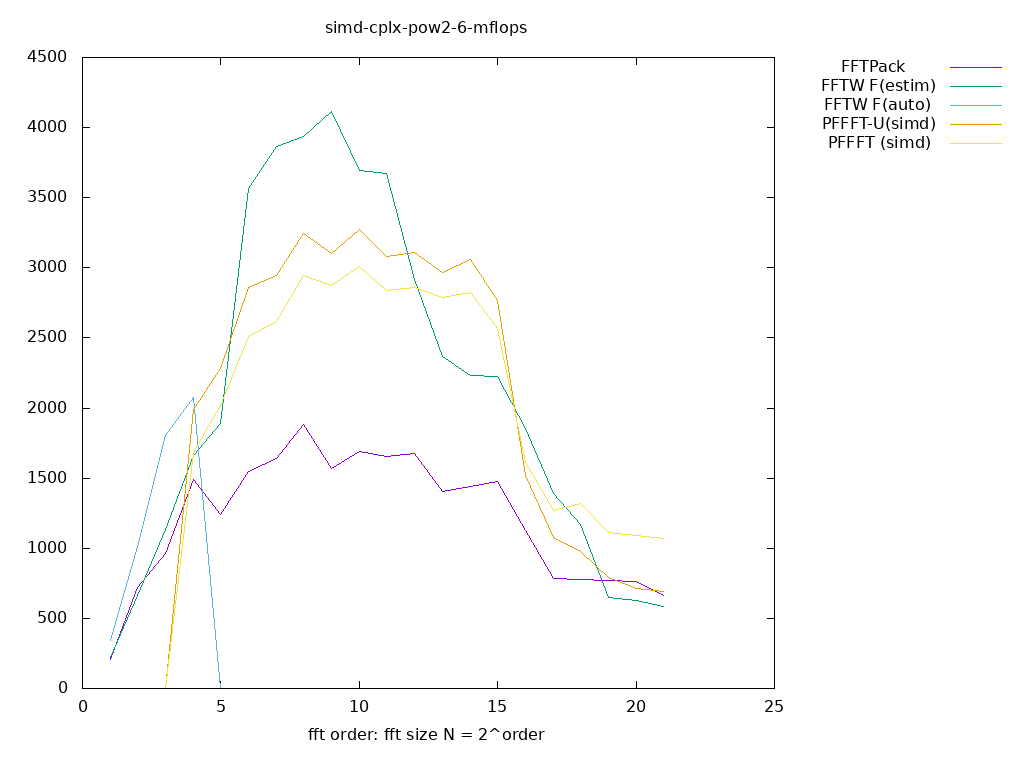 simd-cplx-pow2-6-mflops
4500
4000
3500
3000
2500
2000
1500
1000
500
0
0 5 10 15 20 25
fft order: fft size N = 2^order
FFTPack
FFTW F(estim)
FFTW F(auto)
PFFFT-U(simd)
PFFFT (simd)